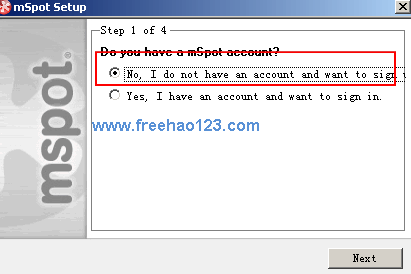 mSpot Setup
Step 1 of 4
Do you have a mSpot account?
No, I do not have an account and want to sign u
Yes, I have an account and want to sign in.
www.freehao123.com
mspot
Next